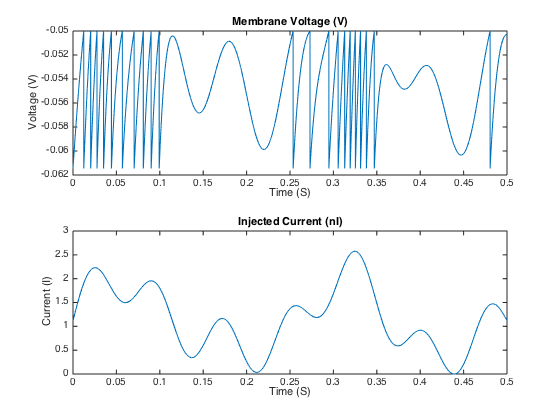 Membrane Voltage (V)
-0.05
-0.052
-0.054
-0.056
-0.058
-0.06
-0.062
Voltage (V)
0 0.05 0.1 0.15 0.2 0.25 0.3 0.35 0.4 0.45 0.5
Time (S)
Injected Current (nI)
3
2.5
2
1.5
1
0.5
0
Current (I)
0 0.05 0.1 0.15 0.2 0.25 0.3 0.35 0.4 0.45 0.5
Time (S)